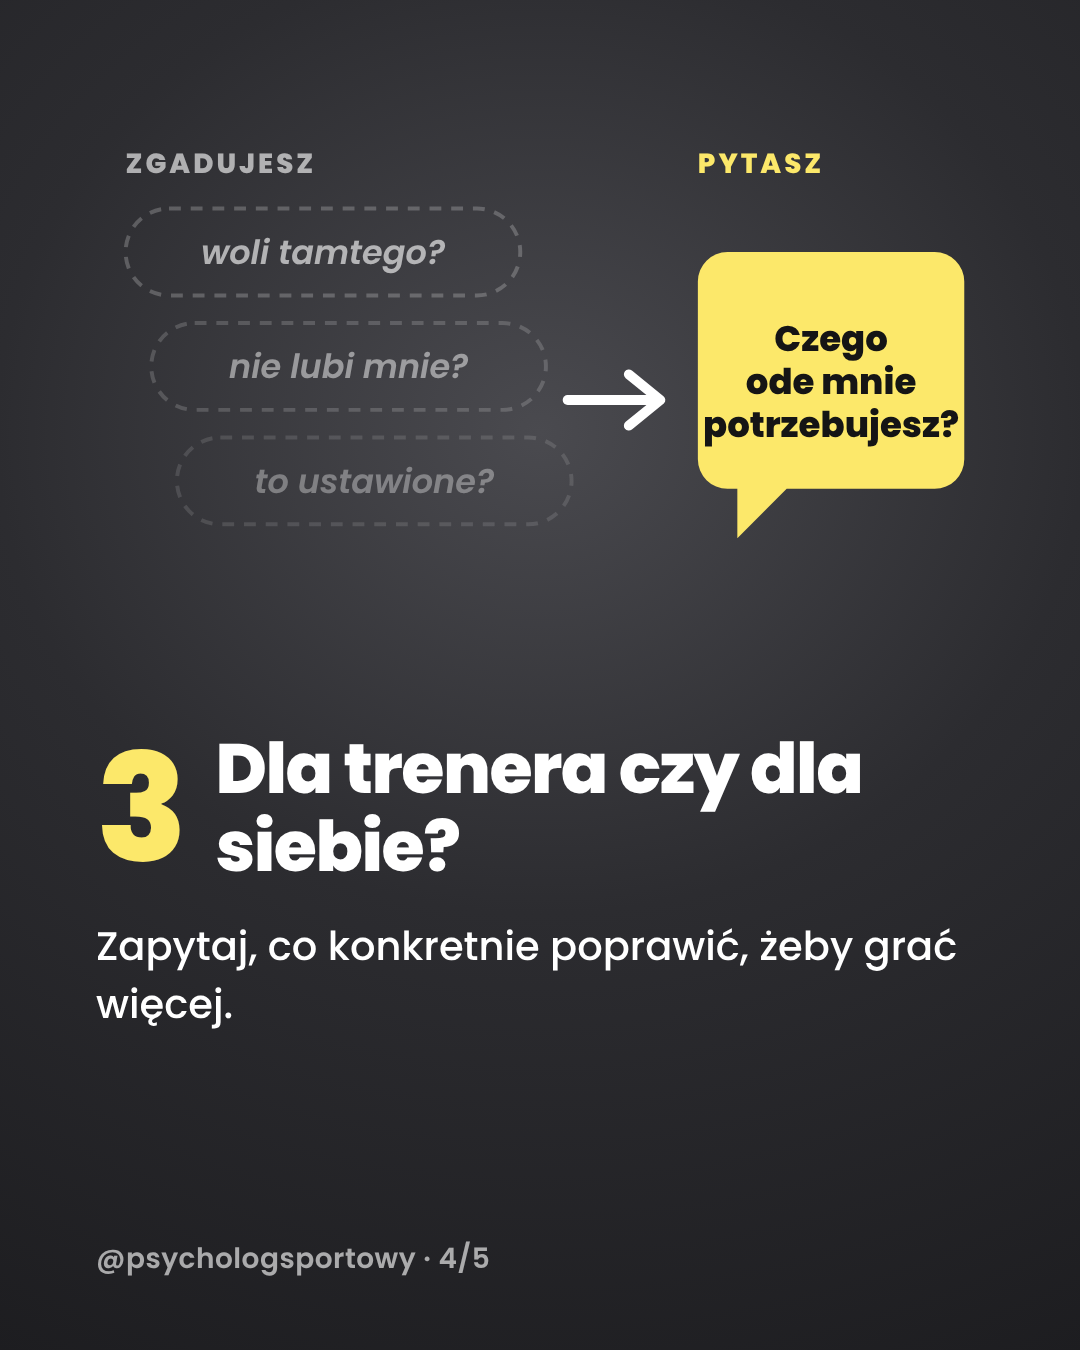 ZGADUJESZ
PYTASZ
woli tamtego?
nie lubi mnie?
to ustawione?
Czego
ode mnie
potrzebujesz?
3
Dla trenera czy dla
siebie?
Zapytaj, co konkretnie poprawić, żeby grać
więcej.
@psychologsportowy · 4/5